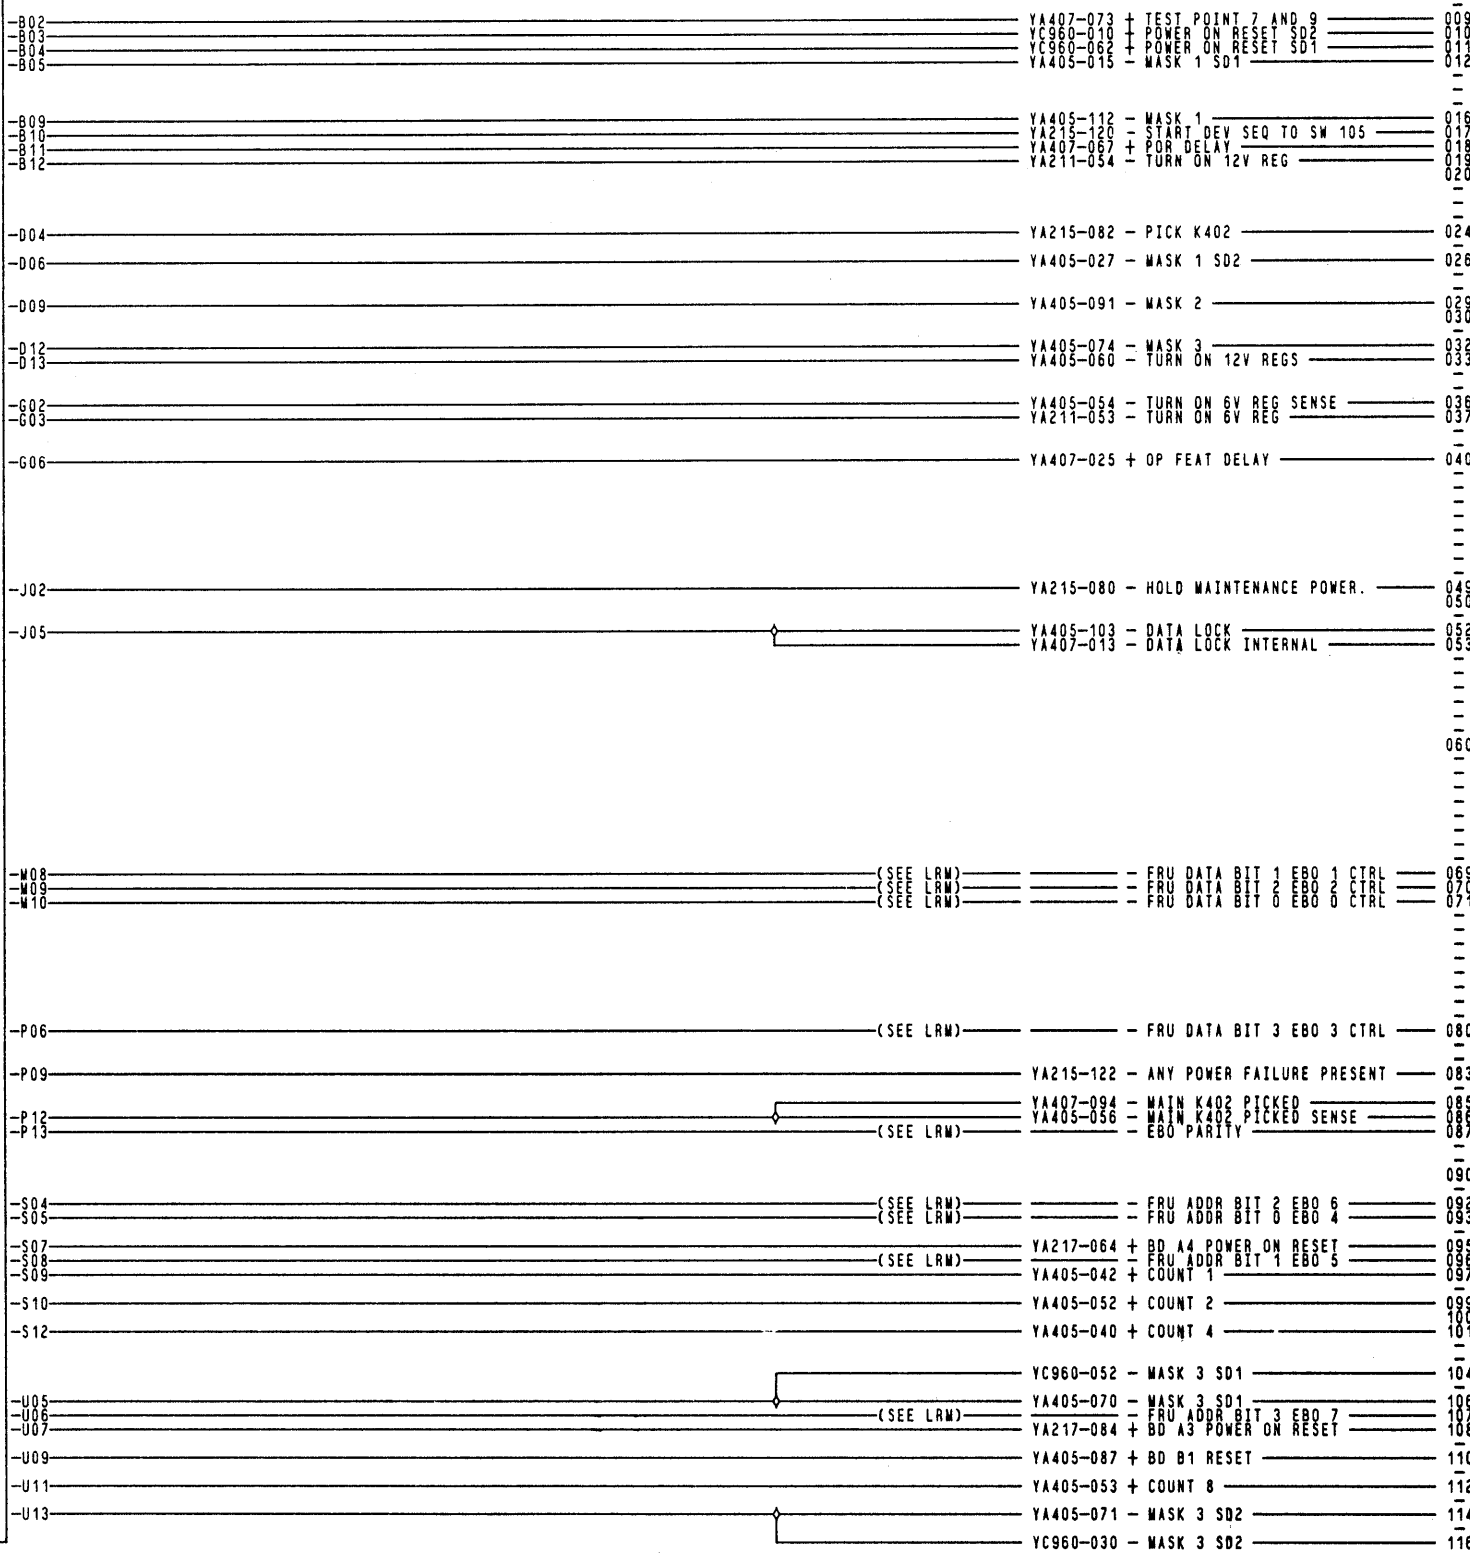 -B02 YA407-073 + TEST POINT 7 AND 9 009
-B03 YC960-010 + POWER ON RESET SD2 010
-B04 YC960-062 + POWER ON RESET SD1 011
-B05 YA405-015 - MASK 1 SD1 012
-B09 YA405-112 - MASK 1 016
-B10 YA215-120 - START DEV SEQ TO SW 105 017
-B11 YA407-067 + POR DELAY 018
-B12 YA211-054 - TURN ON 12V REG 019
020
-D04 YA215-082 - PICK K402 024
-D06 YA405-027 - MASK 1 SD2 026
-D09 YA405-091 - MASK 2 029
030
-D12 YA405-074 - MASK 3 032
-D13 YA405-060 - TURN ON 12V REGS 033
-G02 YA405-054 - TURN ON 6V REG SENSE 036
-G03 YA211-053 - TURN ON 6V REG 037
-G06 YA407-025 + OP FEAT DELAY 040
-J02 YA215-080 - HOLD MAINTENANCE POWER. 049
050
-J05 YA405-103 - DATA LOCK 052
YA407-013 - DATA LOCK INTERNAL 053
060
-M08 (SEE LRM) - FRU DATA BIT 1 EBO 1 CTRL 069
-M09 (SEE LRM) - FRU DATA BIT 2 EBO 2 CTRL 070
-M10 (SEE LRM) - FRU DATA BIT 0 EBO 0 CTRL 071
-P06 (SEE LRM) - FRU DATA BIT 3 EBO 3 CTRL 080
-P09 YA215-122 - ANY POWER FAILURE PRESENT 083
YA407-094 - MAIN K402 PICKED 085
-P12 YA405-056 - MAIN K402 PICKED SENSE 086
-P13 (SEE LRM) - EBO PARITY 087
090
-S04 (SEE LRM) - FRU ADDR BIT 2 EBO 6 092
-S05 (SEE LRM) - FRU ADDR BIT 0 EBO 4 093
-S07 YA217-064 + BD A4 POWER ON RESET 095
-S08 (SEE LRM) - FRU ADDR BIT 1 EBO 5 096
-S09 YA405-042 + COUNT 1 097
-S10 YA405-052 + COUNT 2 099
100
-S12 YA405-040 + COUNT 4 101
YC960-052 - MASK 3 SD1 104
-U05 YA405-070 - MASK 3 SD1 106
-U06 (SEE LRM) - FRU ADDR BIT 3 EBO 7 107
-U07 YA217-084 + BD A3 POWER ON RESET 108
-U09 YA405-087 + BD B1 RESET 110
-U11 YA405-053 + COUNT 8 112
-U13 YA405-071 - MASK 3 SD2 114
YC960-030 - MASK 3 SD2 116